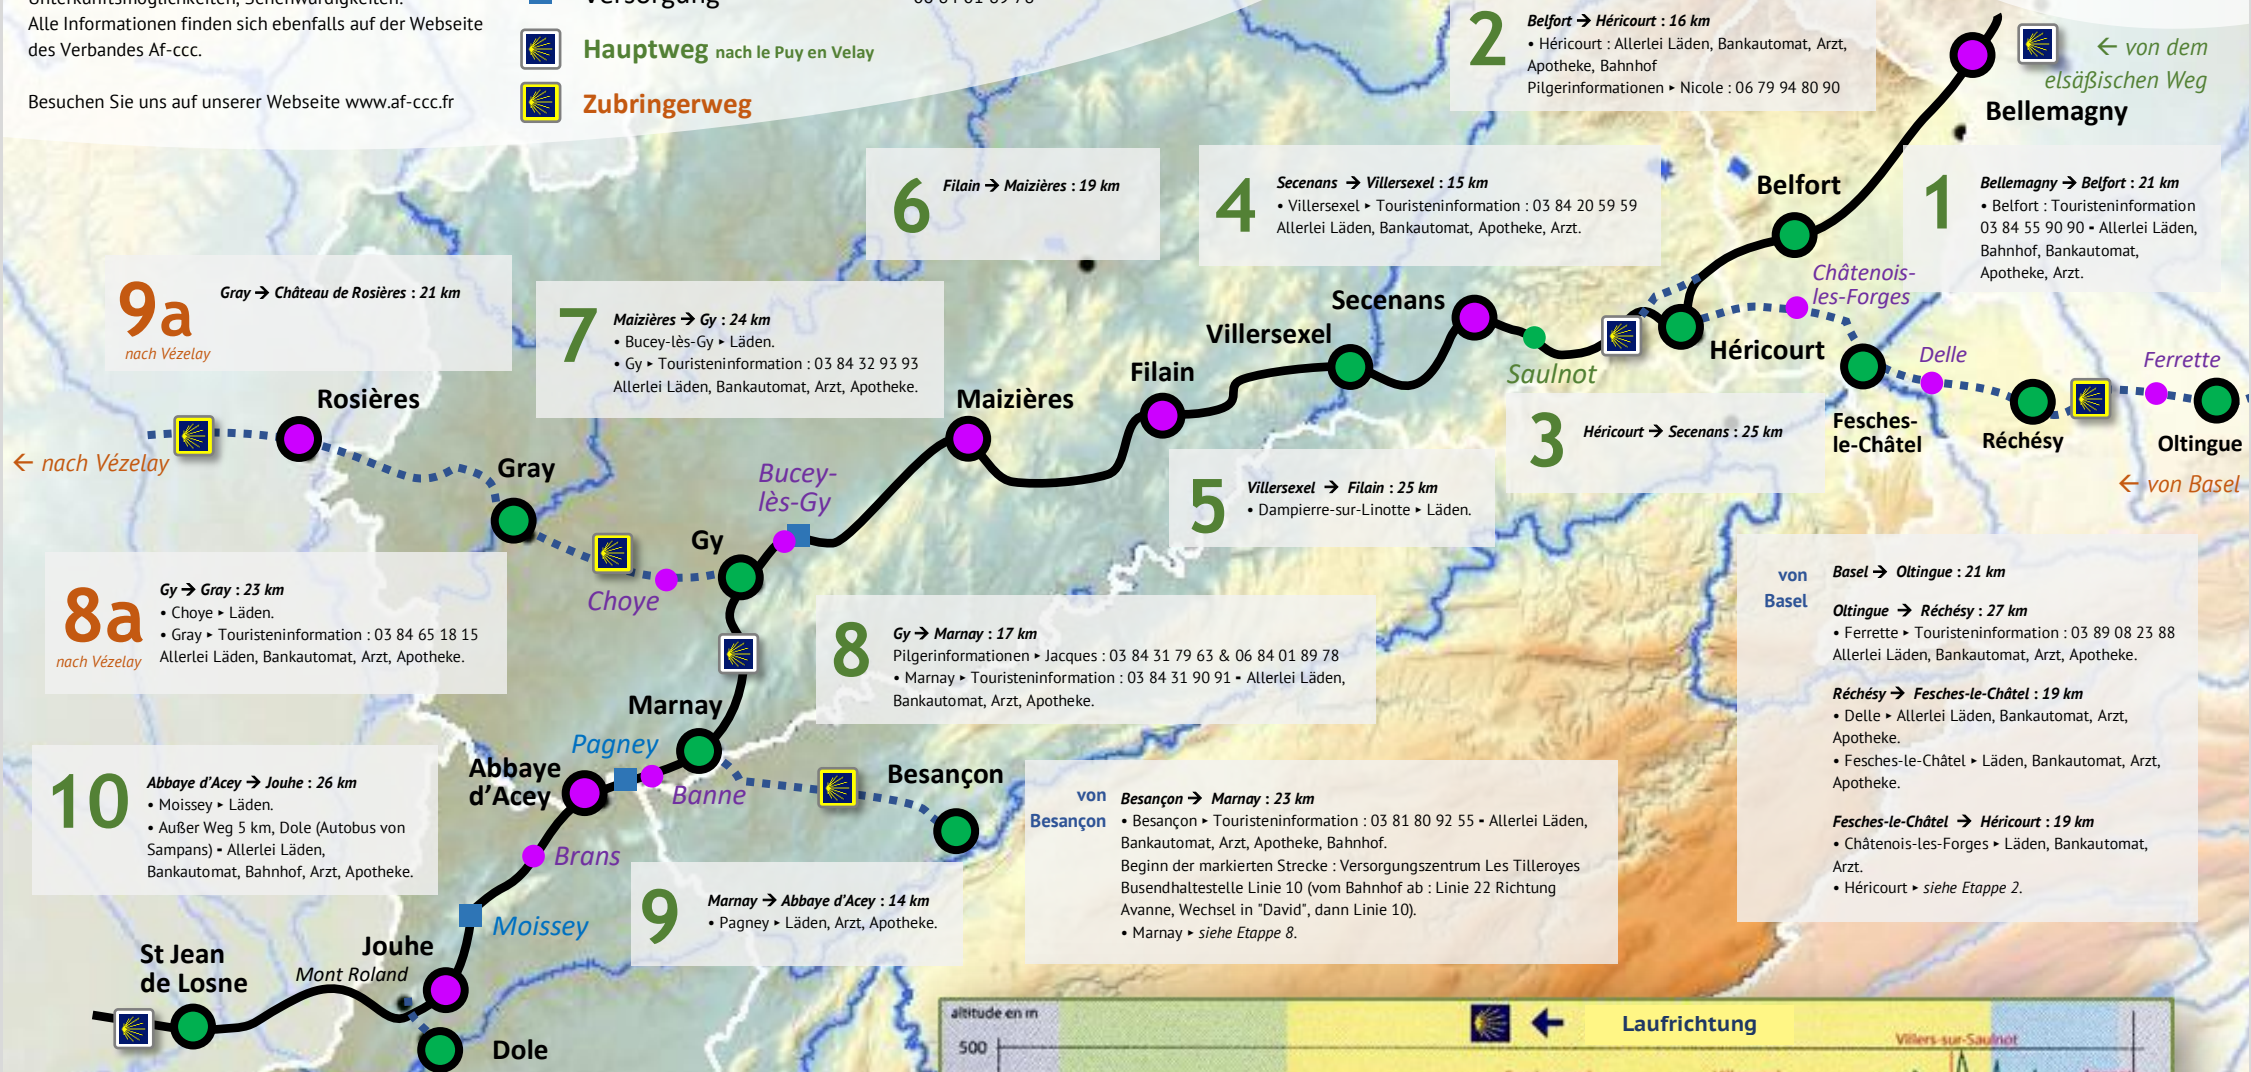 Unterkunftsmöglichkeiten, Sehenwürdigkeiten.
Alle Informationen finden sich ebenfalls auf der Webseite
des Verbandes Af-ccc.
Besuchen Sie uns auf unserer Webseite www.af-ccc.fr
Versorgung
06 84 01 89 78
Hauptweg nach le Puy en Velay
Zubringerweg
2
Belfort → Héricourt : 16 km
• Héricourt : Allerlei Läden, Bankautomat, Arzt,
Apotheke, Bahnhof
Pilgerinformationen ▸ Nicole : 06 79 94 80 90
← von dem
elsäßischen Weg
Bellemagny
6
Filain → Maizières : 19 km
4
Secenans → Villersexel : 15 km
• Villersexel ▸ Touristeninformation : 03 84 20 59 59
Allerlei Läden, Bankautomat, Apotheke, Arzt.
Belfort
1
Bellemagny → Belfort : 21 km
• Belfort : Touristeninformation
03 84 55 90 90 - Allerlei Läden,
Bahnhof, Bankautomat,
Apotheke, Arzt.
9a
nach Vézelay
Gray → Château de Rosières : 21 km
7
Maizières → Gy : 24 km
• Bucey-lès-Gy ▸ Läden.
• Gy ▸ Touristeninformation : 03 84 32 93 93
Allerlei Läden, Bankautomat, Arzt, Apotheke.
Châtenois-
les-Forges
Secenans
Villersexel
Héricourt
Saulnot
Filain
Delle
Ferrette
Rosières
Maizières
3
Héricourt → Secenans : 25 km
Fesches-
le-Châtel
Réchésy
Oltingue
← nach Vézelay
Gray
Bucey-
lès-Gy
← von Basel
5
Villersexel → Filain : 25 km
• Dampierre-sur-Linotte ▸ Läden.
Gy
Choye
8a
nach Vézelay
Gy → Gray : 23 km
• Choye ▸ Läden.
• Gray ▸ Touristeninformation : 03 84 65 18 15
Allerlei Läden, Bankautomat, Arzt, Apotheke.
8
Gy → Marnay : 17 km
Pilgerinformationen ▸ Jacques : 03 84 31 79 63 & 06 84 01 89 78
• Marnay ▸ Touristeninformation : 03 84 31 90 91 - Allerlei Läden,
Bankautomat, Arzt, Apotheke.
von
Basel
Basel → Oltingue : 21 km
Oltingue → Réchésy : 27 km
• Ferrette ▸ Touristeninformation : 03 89 08 23 88
Allerlei Läden, Bankautomat, Arzt, Apotheke.
Réchésy → Fesches-le-Châtel : 19 km
• Delle ▸ Allerlei Läden, Bankautomat, Arzt,
Apotheke.
• Fesches-le-Châtel ▸ Läden, Bankautomat, Arzt,
Apotheke.
Fesches-le-Châtel → Héricourt : 19 km
• Châtenois-les-Forges ▸ Läden, Bankautomat,
Arzt.
• Héricourt ▸ siehe Etappe 2.
Marnay
Pagney
Abbaye
d'Acey
Banne
Besançon
10
Abbaye d'Acey → Jouhe : 26 km
• Moissey ▸ Läden.
• Außer Weg 5 km, Dole (Autobus von
Sampans) - Allerlei Läden,
Bankautomat, Bahnhof, Arzt, Apotheke.
von
Besançon
Besançon → Marnay : 23 km
• Besançon ▸ Touristeninformation : 03 81 80 92 55 - Allerlei Läden,
Bankautomat, Arzt, Apotheke, Bahnhof.
Beginn der markierten Strecke : Versorgungszentrum Les Tilleroyes
Busendhaltestelle Linie 10 (vom Bahnhof ab : Linie 22 Richtung
Avanne, Wechsel in "David", dann Linie 10).
• Marnay ▸ siehe Etappe 8.
Brans
9
Marnay → Abbaye d'Acey : 14 km
• Pagney ▸ Läden, Arzt, Apotheke.
Moissey
St Jean
de Losne
Jouhe
Mont Roland
Dole
altitude en m
500
← Laufrichtung
Villers-sur-Saulnot